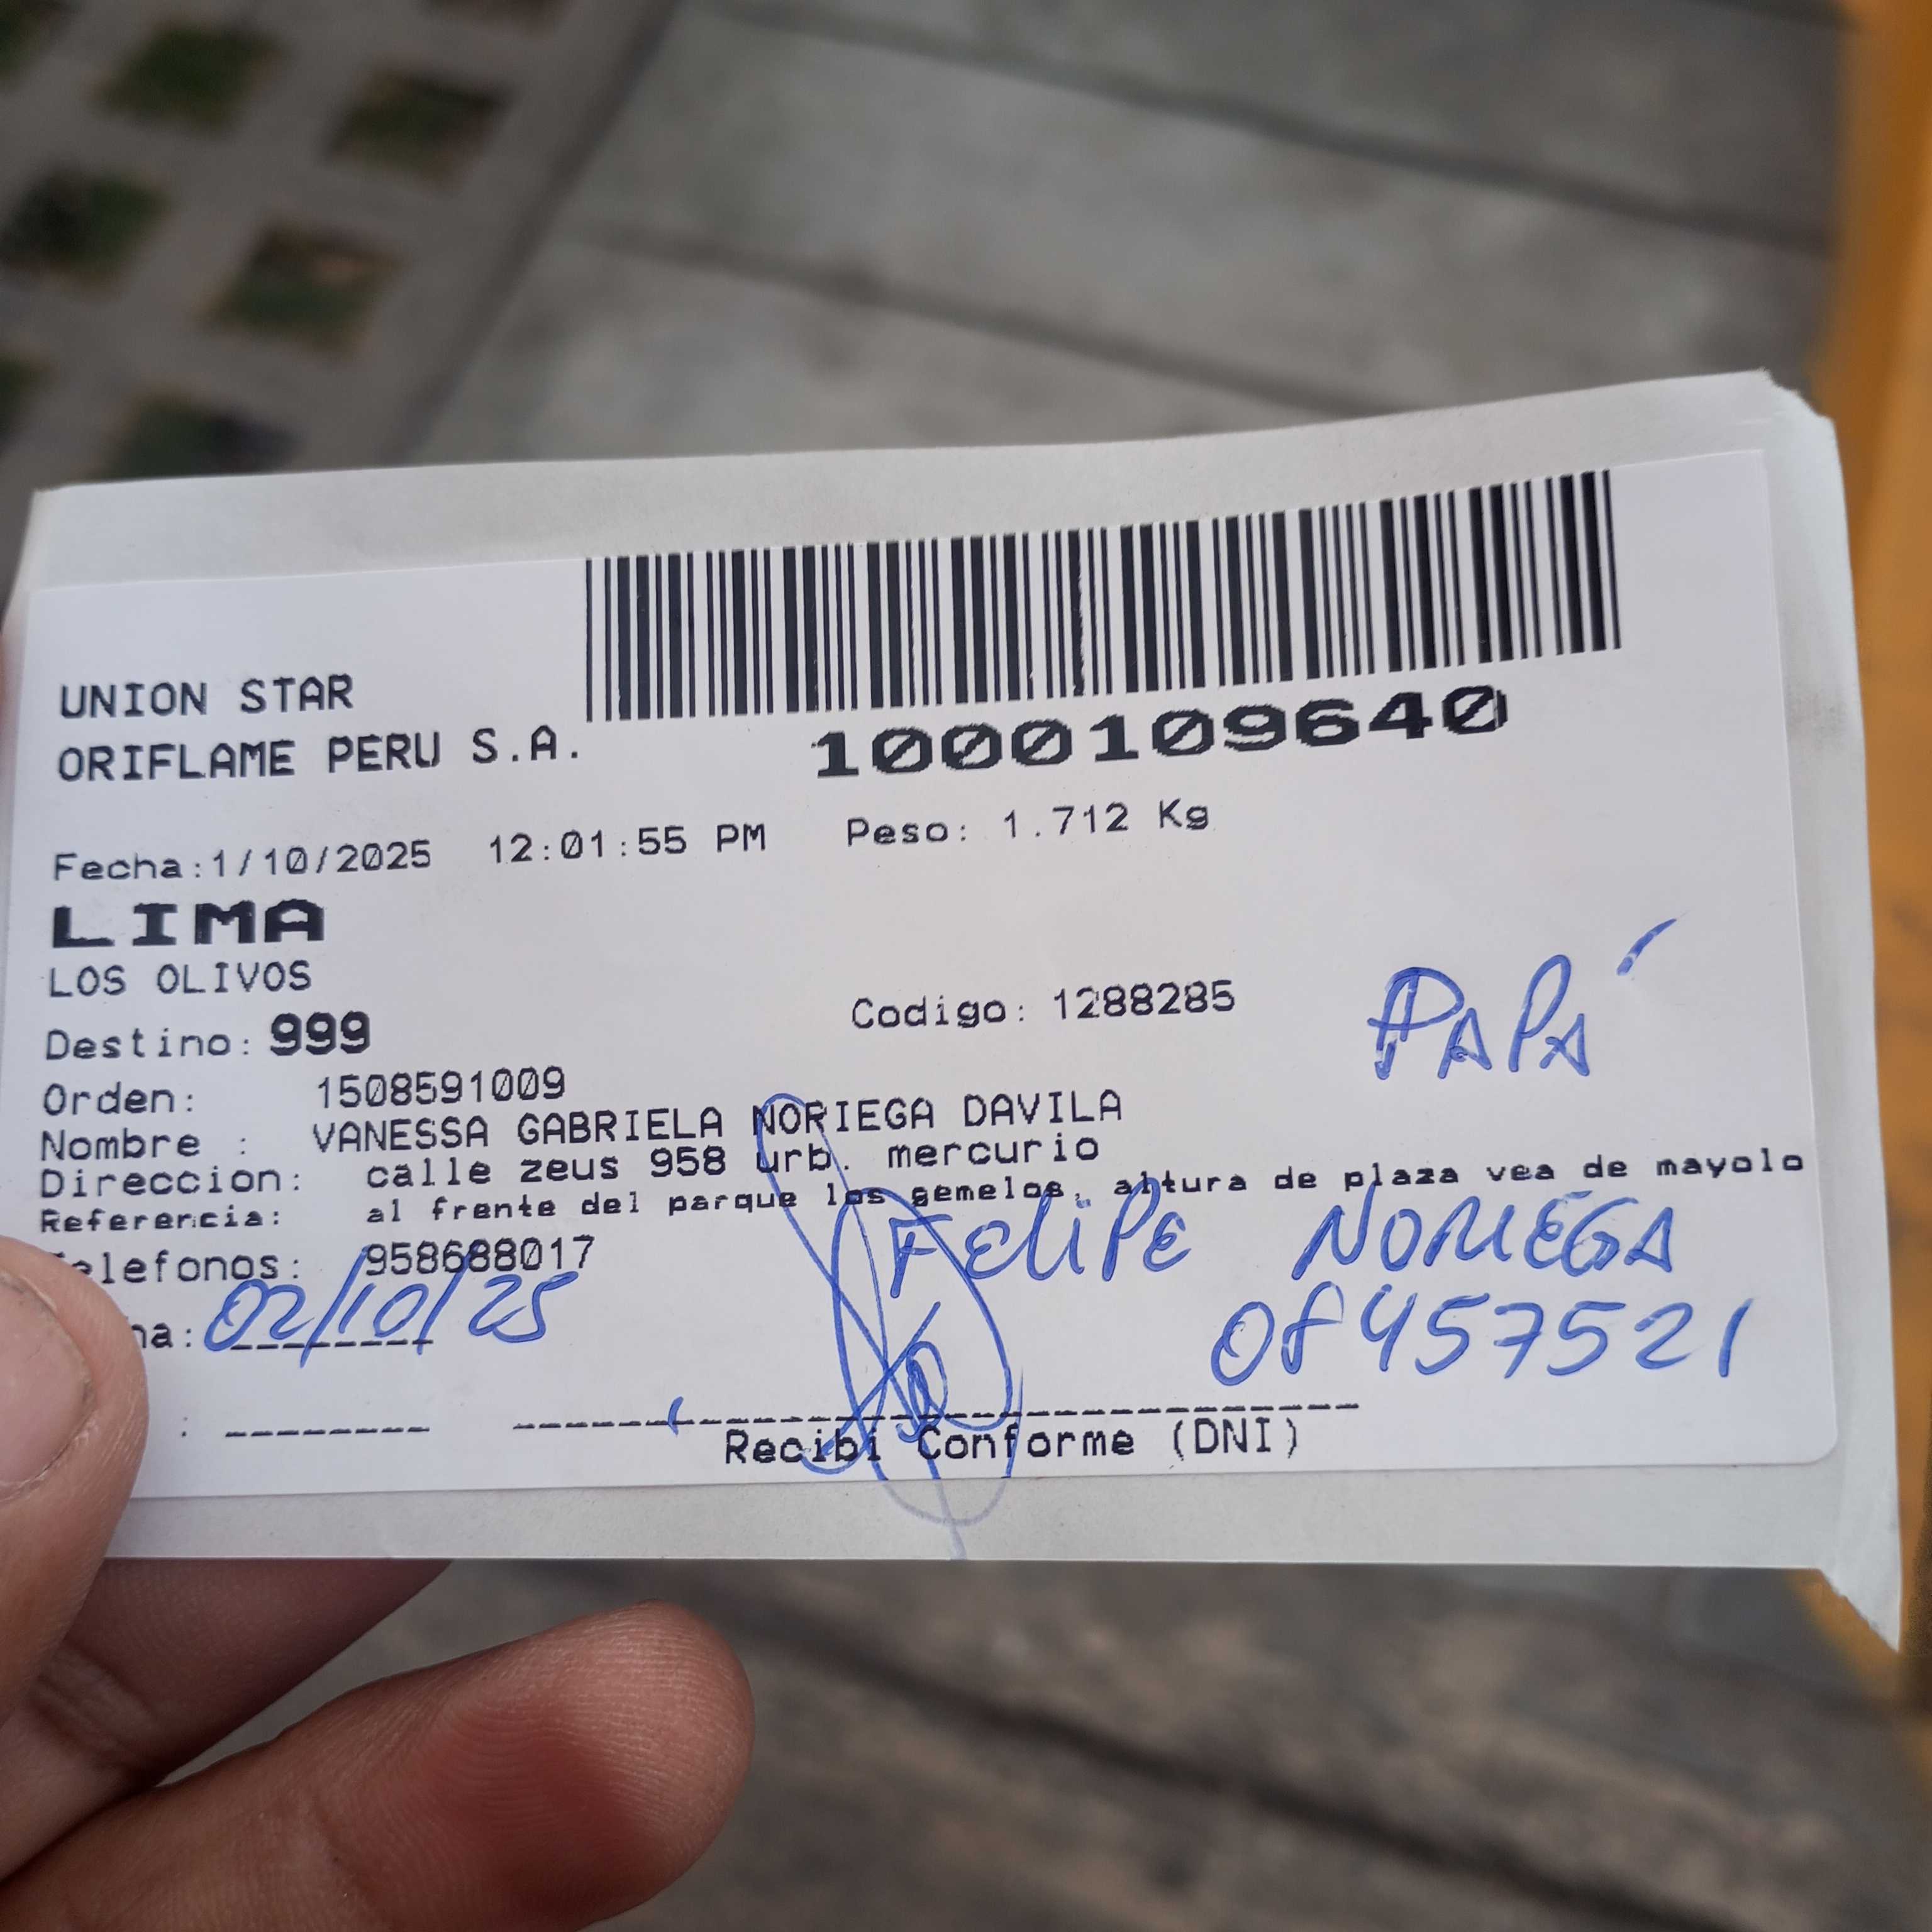 UNION STAR
ORIFLAME PERU S.A.
1000109640
Fecha:1/10/2025 12:01:55 PM Peso: 1.712 Kg
LIMA
LOS OLIVOS
Destino: 999 Codigo: 1288285
PAPÁ
Orden: 1508591009
Nombre : VANESSA GABRIELA NORIEGA DAVILA
Direccion: calle zeus 958 urb. mercurio
Referencia: al frente del parque los gemelos, altura de plaza vea de mayolo
elefonos: 958688017
FELIPE NORIEGA
ha: 02/10/25
08457521
Recibi Conforme (DNI)